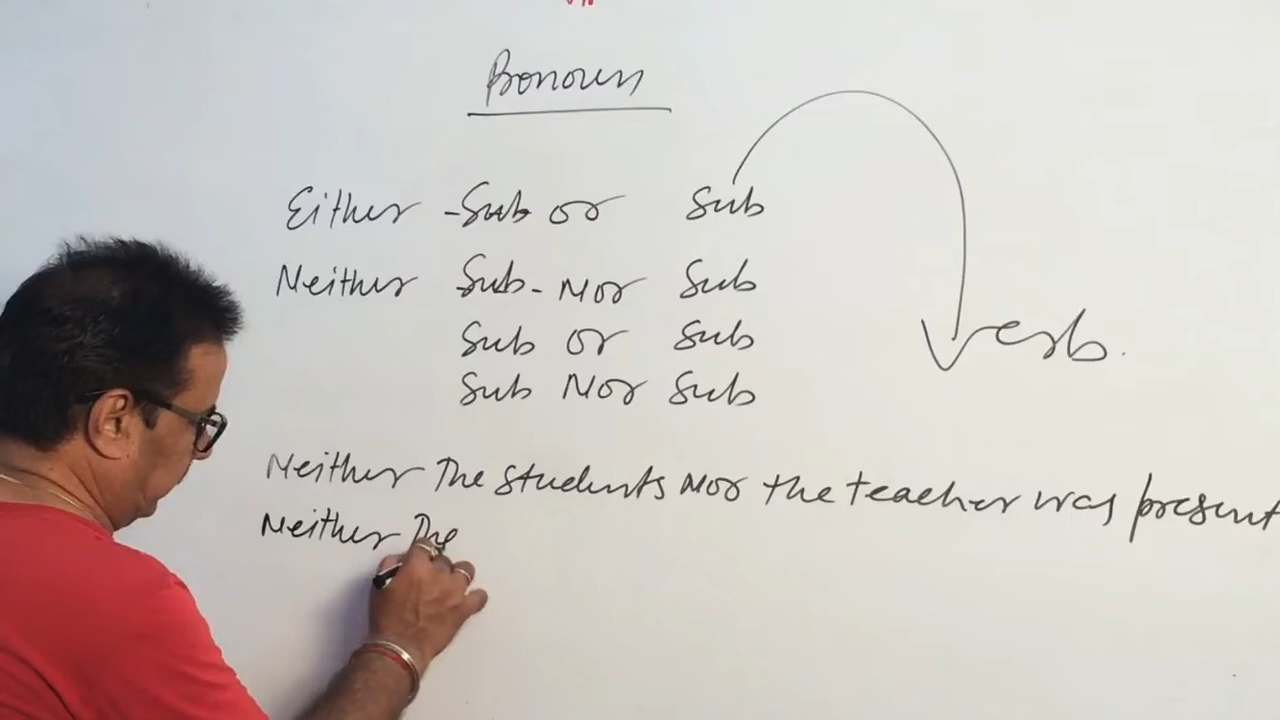 Pronoun
Either - Sub or Sub
Neither Sub - Nor Sub
Verb.
Sub or Sub
Sub Nor Sub
Neither The students Nor the teacher was present
Neither The